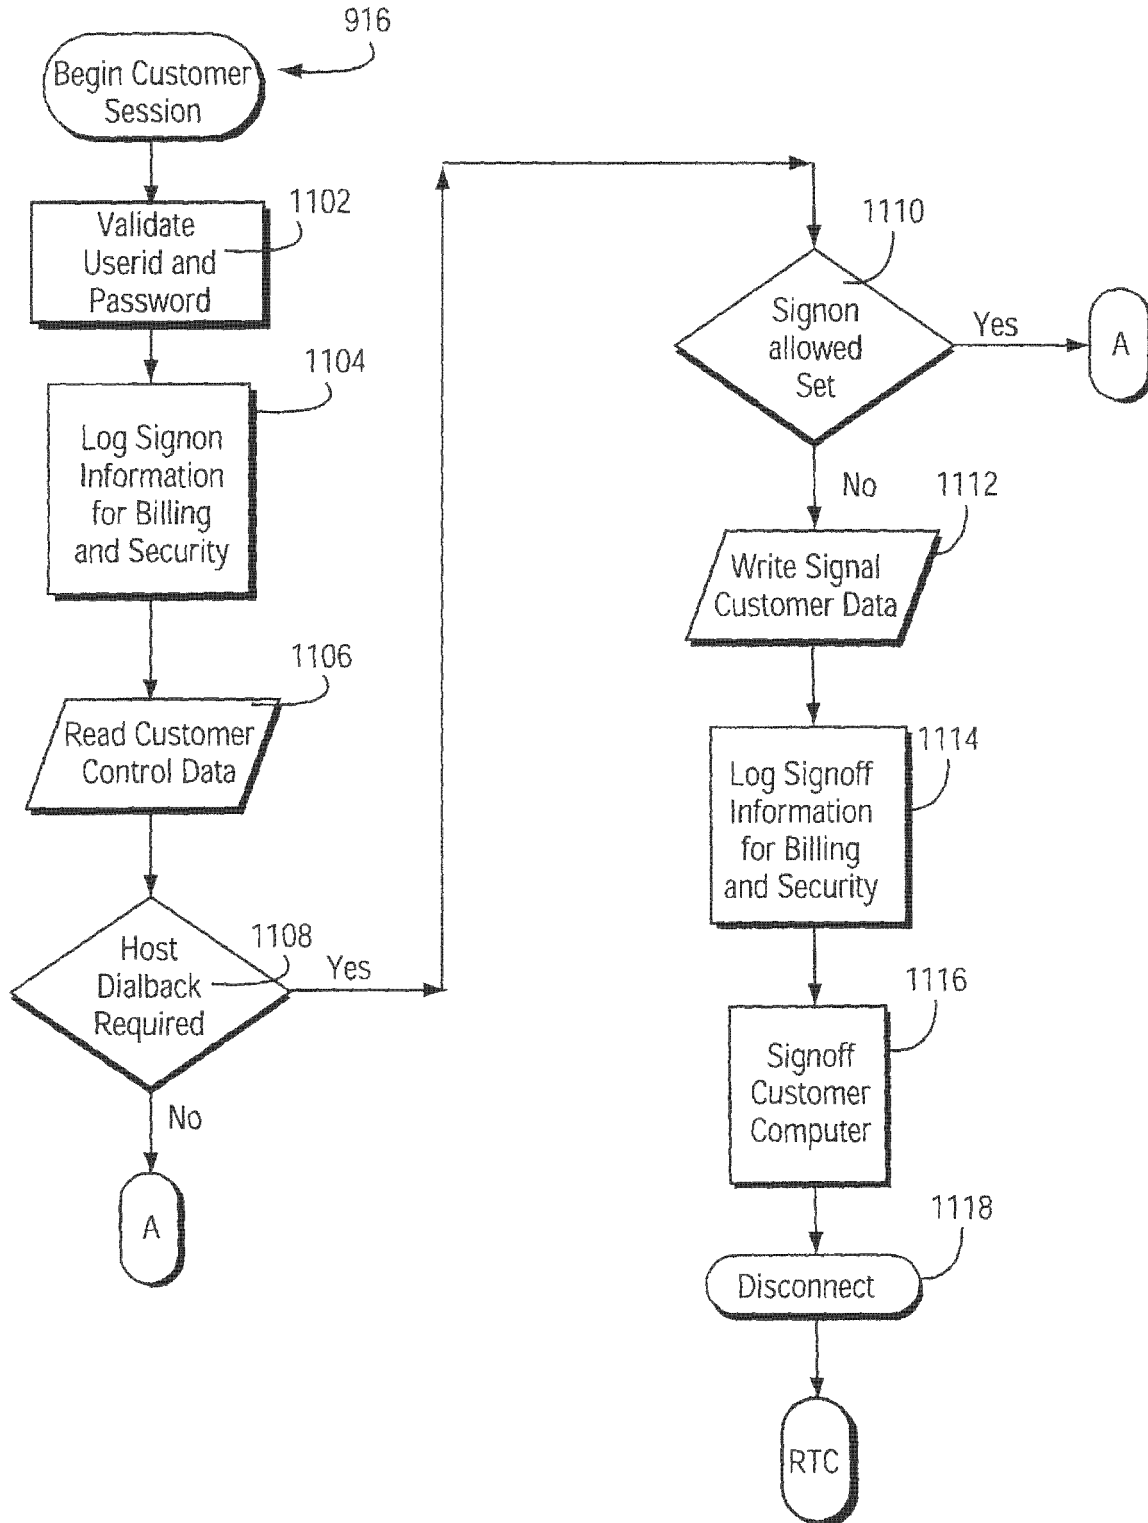 916
Begin Customer
Session
1102
Validate
Userid and
Password
1104
Log Signon
Information
for Billing
and Security
1106
Read Customer
Control Data
1108
Host
Dialback
Required
Yes
No
A
1110
Signon
allowed
Set
Yes
A
No
1112
Write Signal
Customer Data
1114
Log Signoff
Information
for Billing
and Security
1116
Signoff
Customer
Computer
1118
Disconnect
RTC